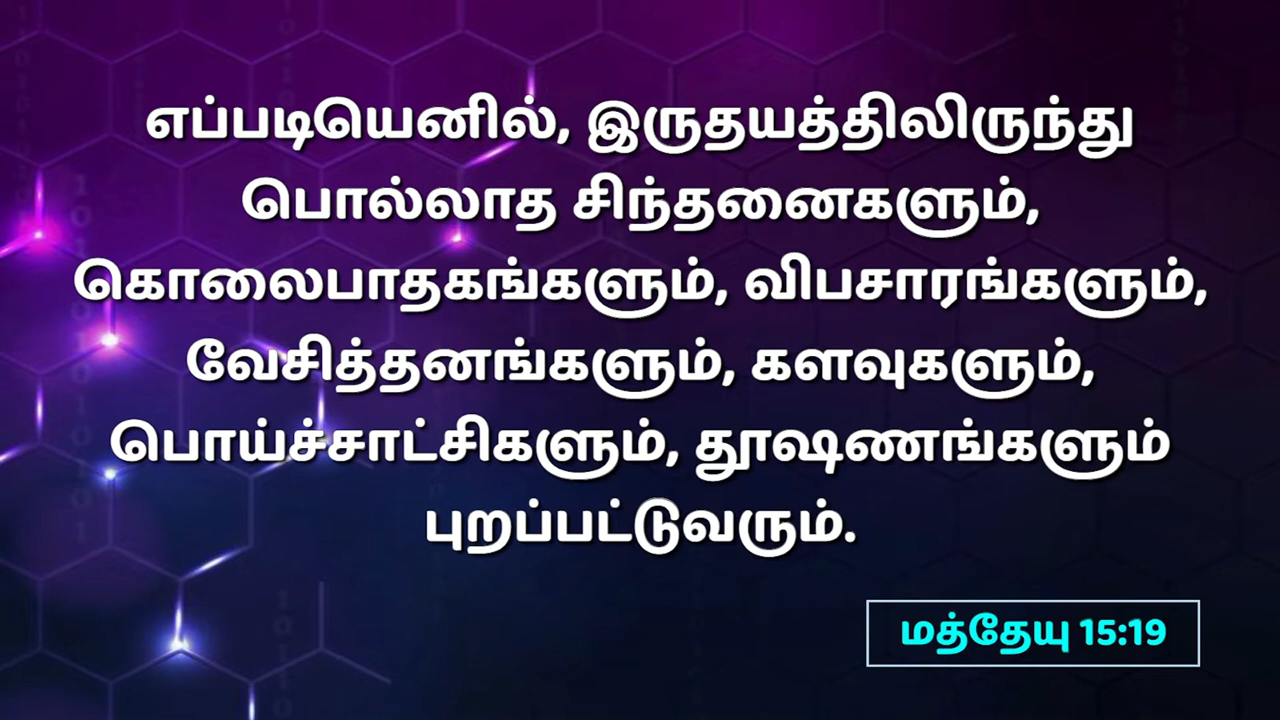 எப்படியெனில், இருதயத்திலிருந்து
பொல்லாத சிந்தனைகளும்,
கொலைபாதகங்களும், விபசாரங்களும்,
வேசித்தனங்களும், களவுகளும்,
பொய்ச்சாட்சிகளும், தூஷணங்களும்
புறப்பட்டுவரும்.
மத்தேயு 15:19